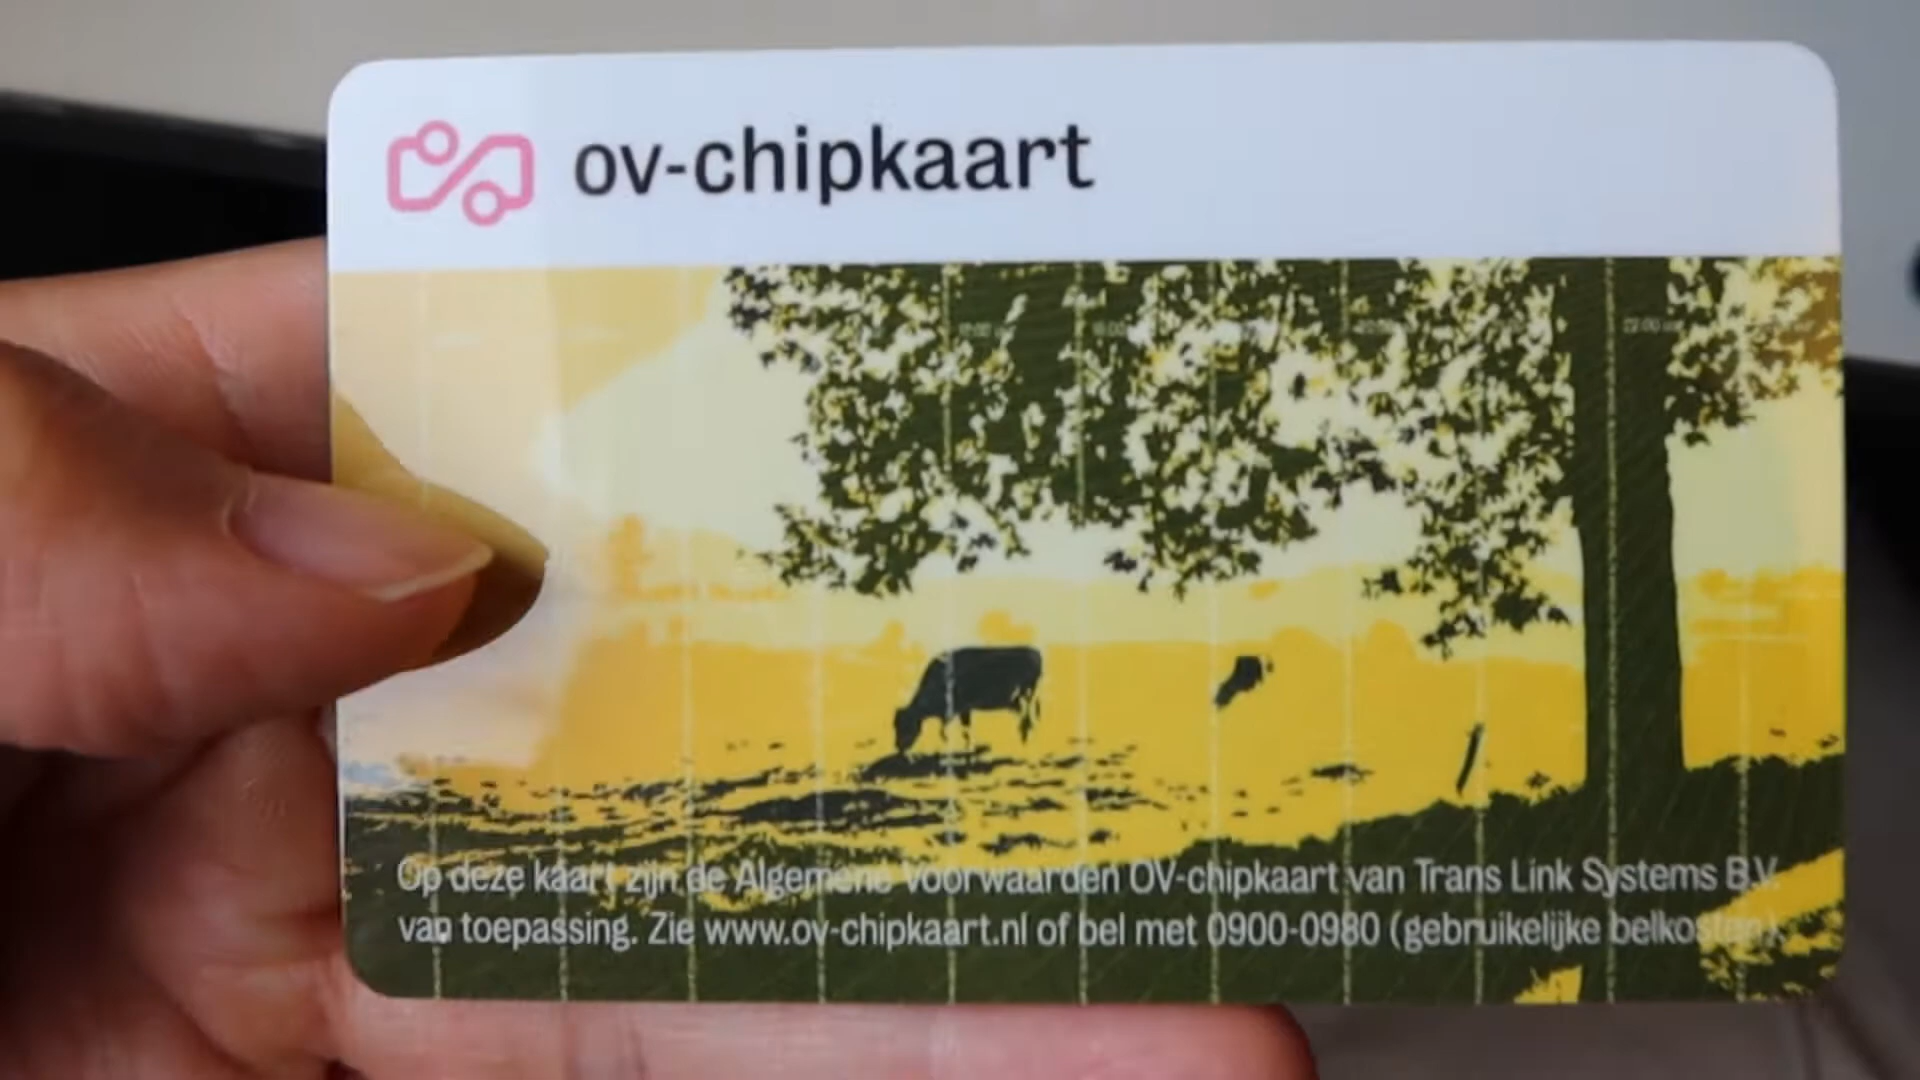 ov-chipkaart
Op deze kaart zijn de Algemene Voorwaarden OV-chipkaart van Trans Link Systems B.V.
van toepassing. Zie www.ov-chipkaart.nl of bel met 0900-0980 (gebruikelijke belkosten).